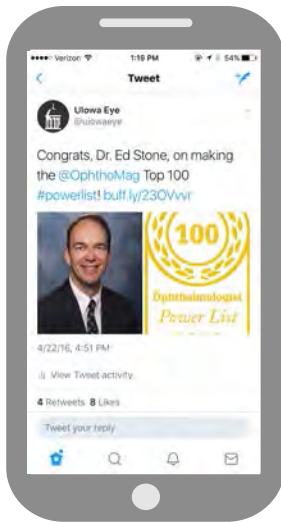 Verizon 1:19 PM 54%
Tweet
UIowa Eye
@uiowaeye
Congrats, Dr. Ed Stone, on making
the @OphthoMag Top 100
#powerlist! buff.ly/23OVvvr
100
Ophthalmologist
Power List
4/22/16, 4:51 PM
View Tweet activity
4 Retweets 8 Likes
Tweet your reply